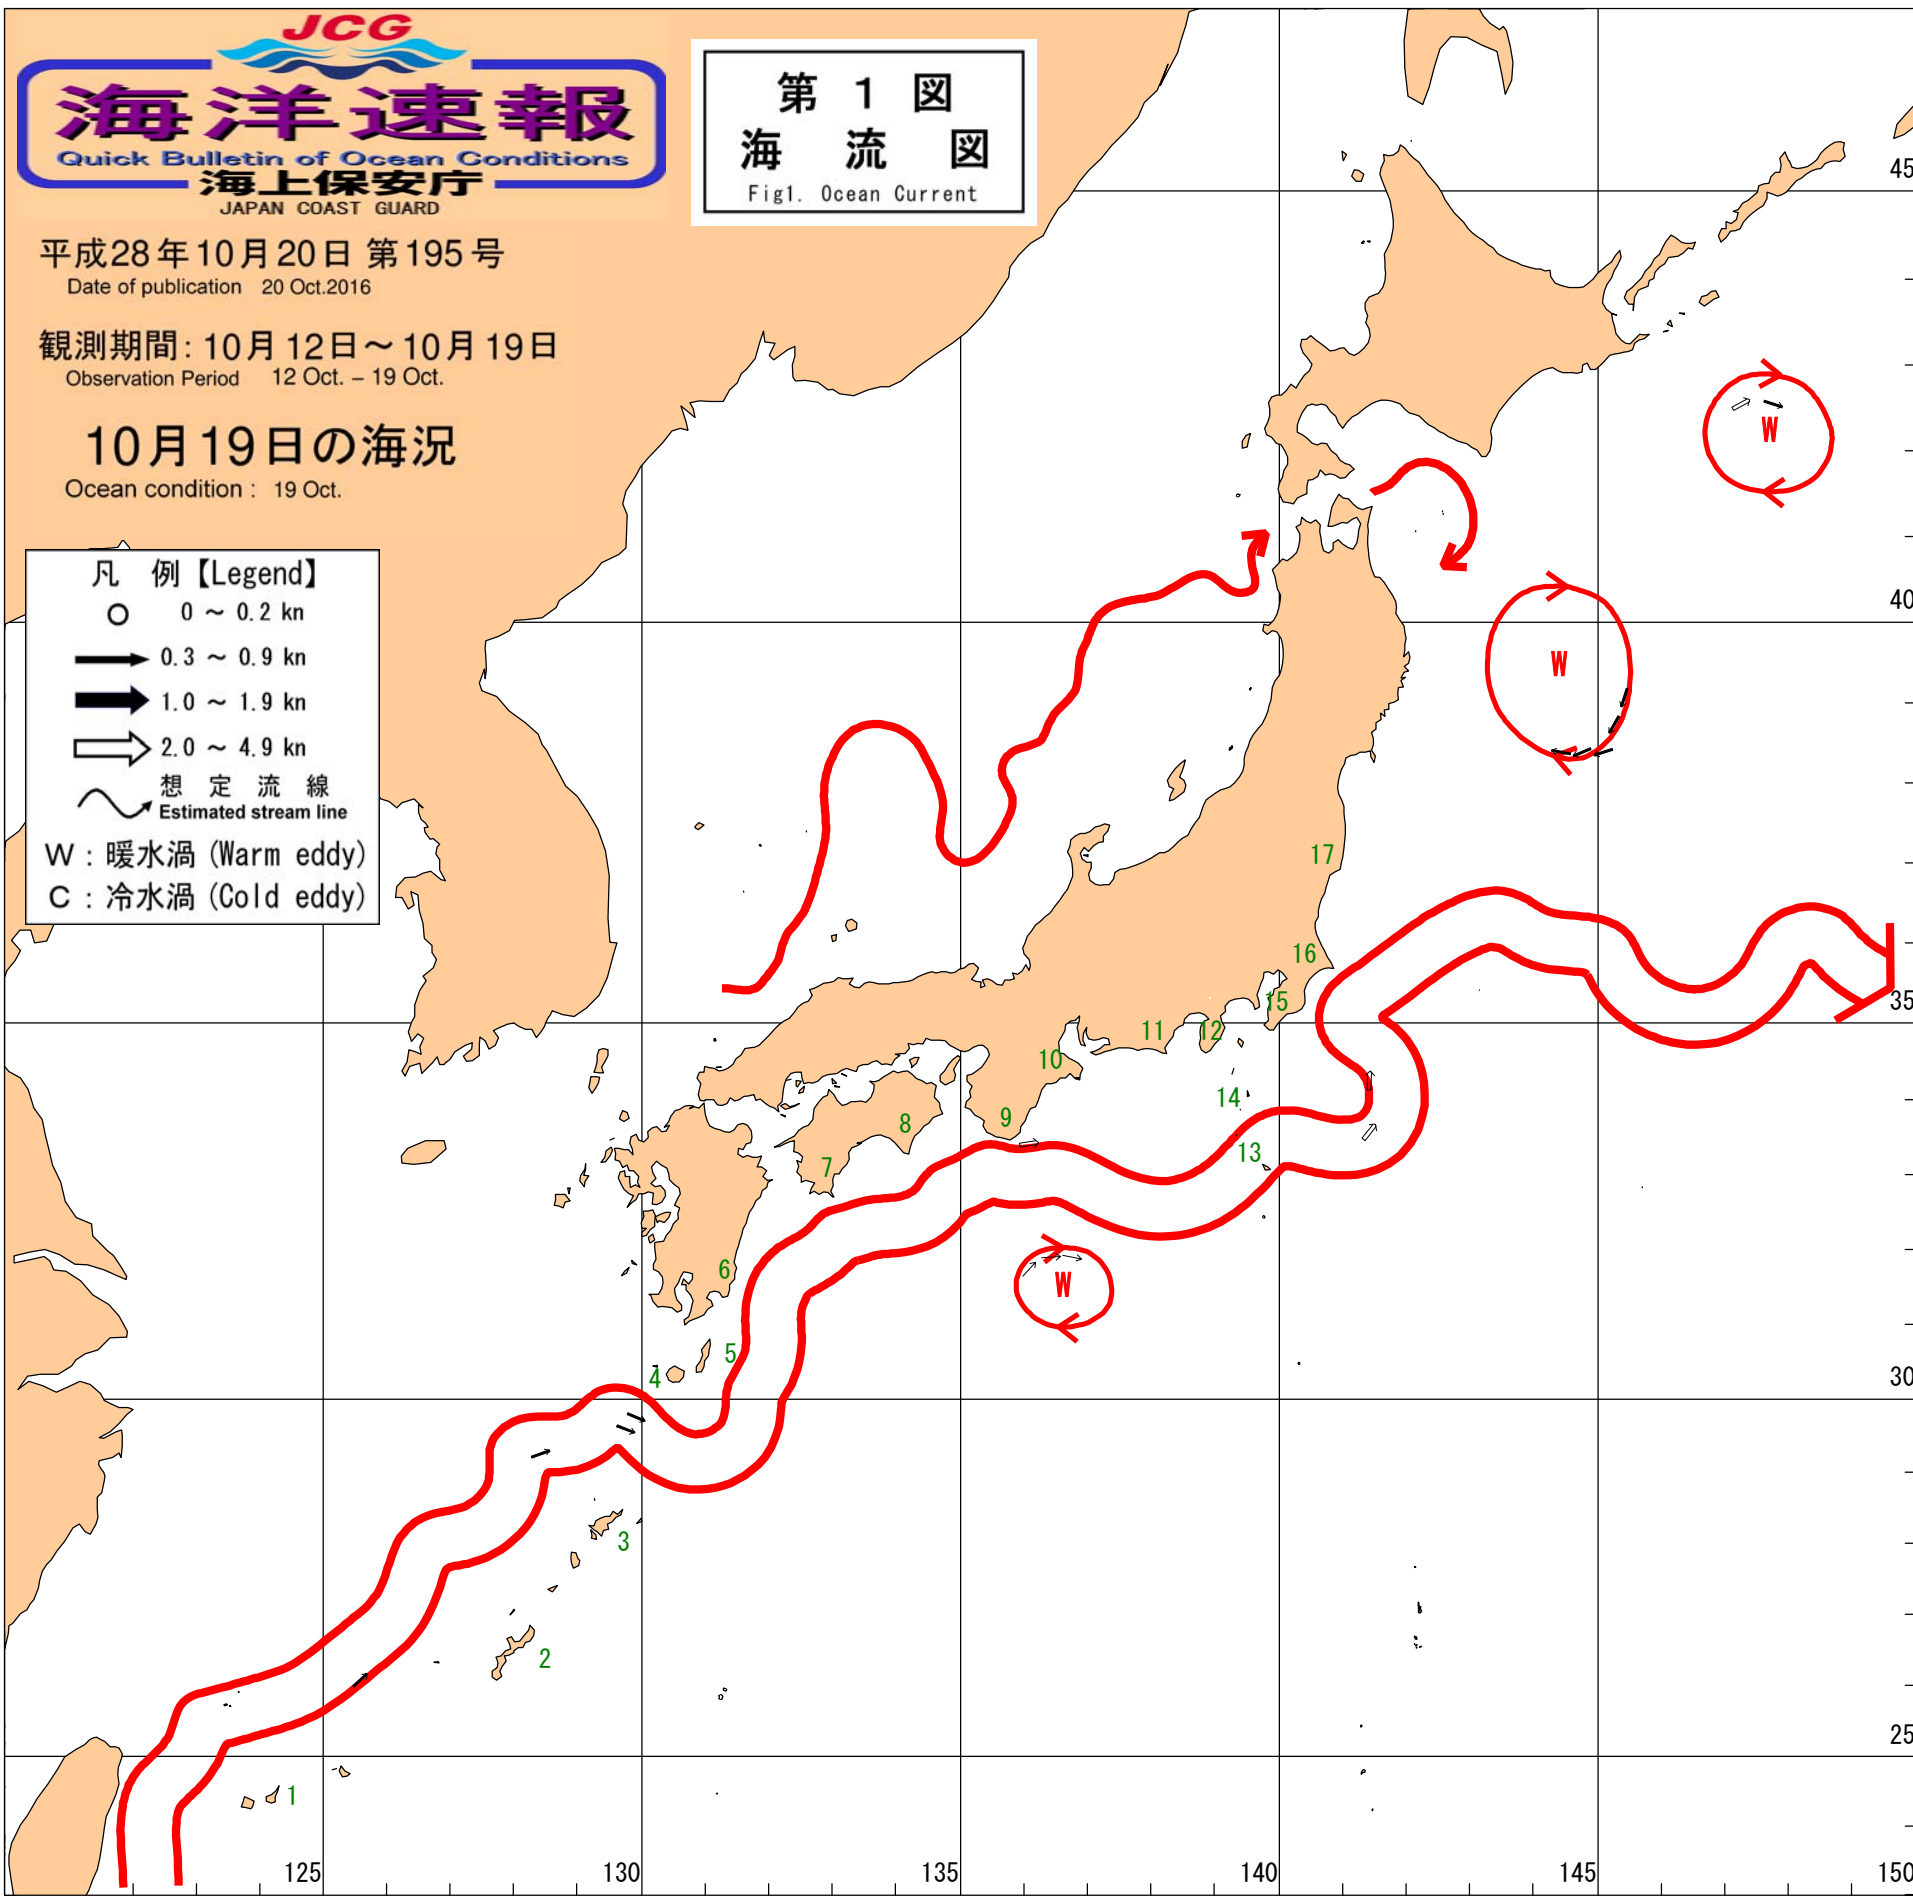 JCG
海洋速報
Quick Bulletin of Ocean Conditions
海上保安庁
JAPAN COAST GUARD
第 1 図
海 流 図
Fig1. Ocean Current
平成28年10月20日 第195号
Date of publication 20 Oct.2016
観測期間: 10月12日～10月19日
Observation Period 12 Oct. – 19 Oct.
10月19日の海況
Ocean condition : 19 Oct.
凡 例【Legend】
0 ～ 0.2 kn
0.3 ～ 0.9 kn
1.0 ～ 1.9 kn
2.0 ～ 4.9 kn
想 定 流 線
Estimated stream line
W : 暖水渦 (Warm eddy)
C : 冷水渦 (Cold eddy)
45
W
40
W
17
16
35
15
12
11
10
14
9
8
13
7
6
W
5
4
30
3
2
25
1
125
130
135
140
145
150